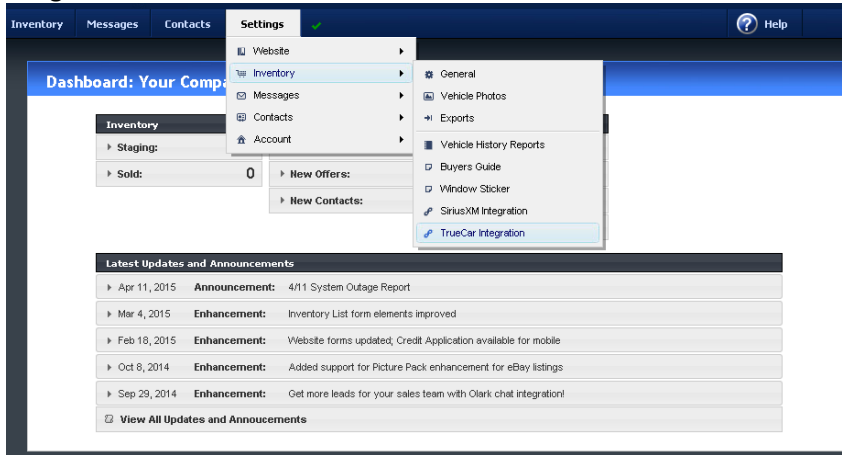 Inventory Messages Contacts Settings Help
Website
Inventory
Messages
Contacts
Account
General
Vehicle Photos
Exports
Vehicle History Reports
Buyers Guide
Window Sticker
SiriusXM Integration
TrueCar Integration
Dashboard: Your Comp
Inventory
Staging:
Sold: 0
New Offers:
New Contacts:
Latest Updates and Announcements
Apr 11, 2015 Announcement: 4/11 System Outage Report
Mar 4, 2015 Enhancement: Inventory List form elements improved
Feb 18, 2015 Enhancement: Website forms updated; Credit Application available for mobile
Oct 8, 2014 Enhancement: Added support for Picture Pack enhancement for eBay listings
Sep 29, 2014 Enhancement: Get more leads for your sales team with Olark chat integration!
View All Updates and Annoucements